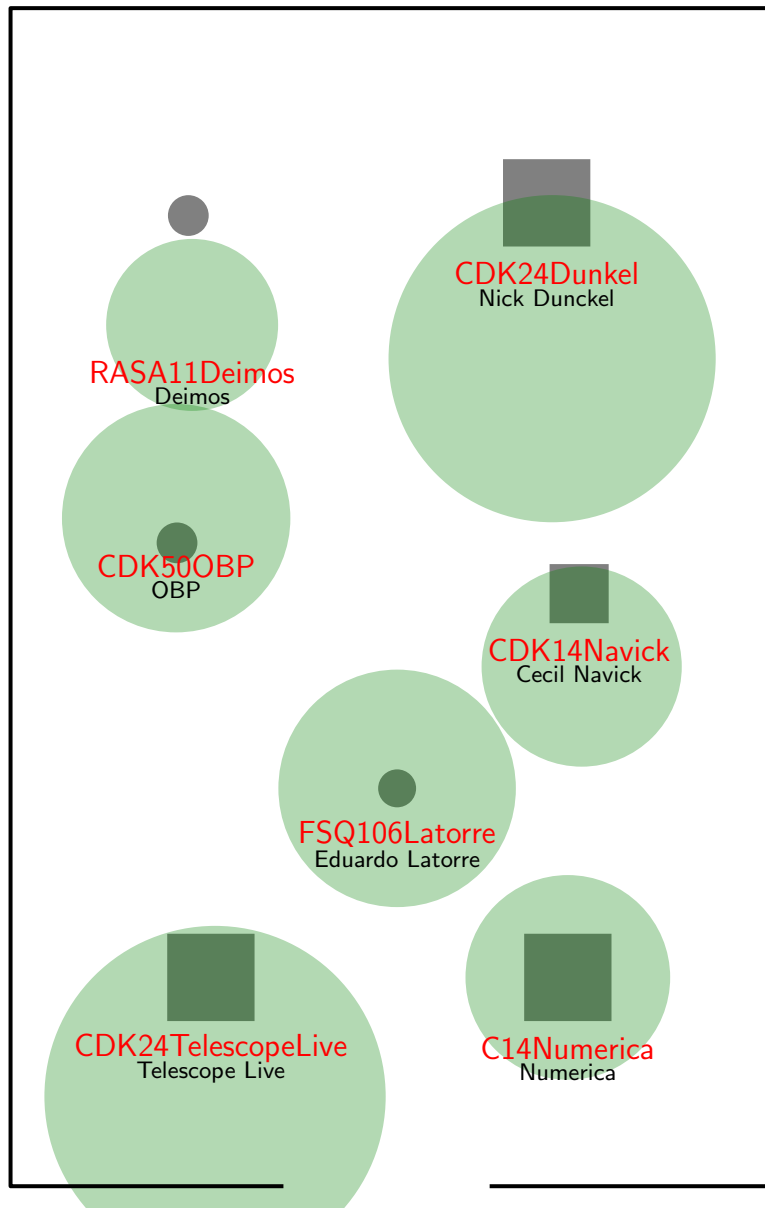 CDK24Dunkel
Nick Dunckel
RASA11Deimos
Deimos
CDK50OBP
OBP
CDK14Navick
Cecil Navick
FSQ106Latorre
Eduardo Latorre
CDK24TelescopeLive
Telescope Live
C14Numerica
Numerica